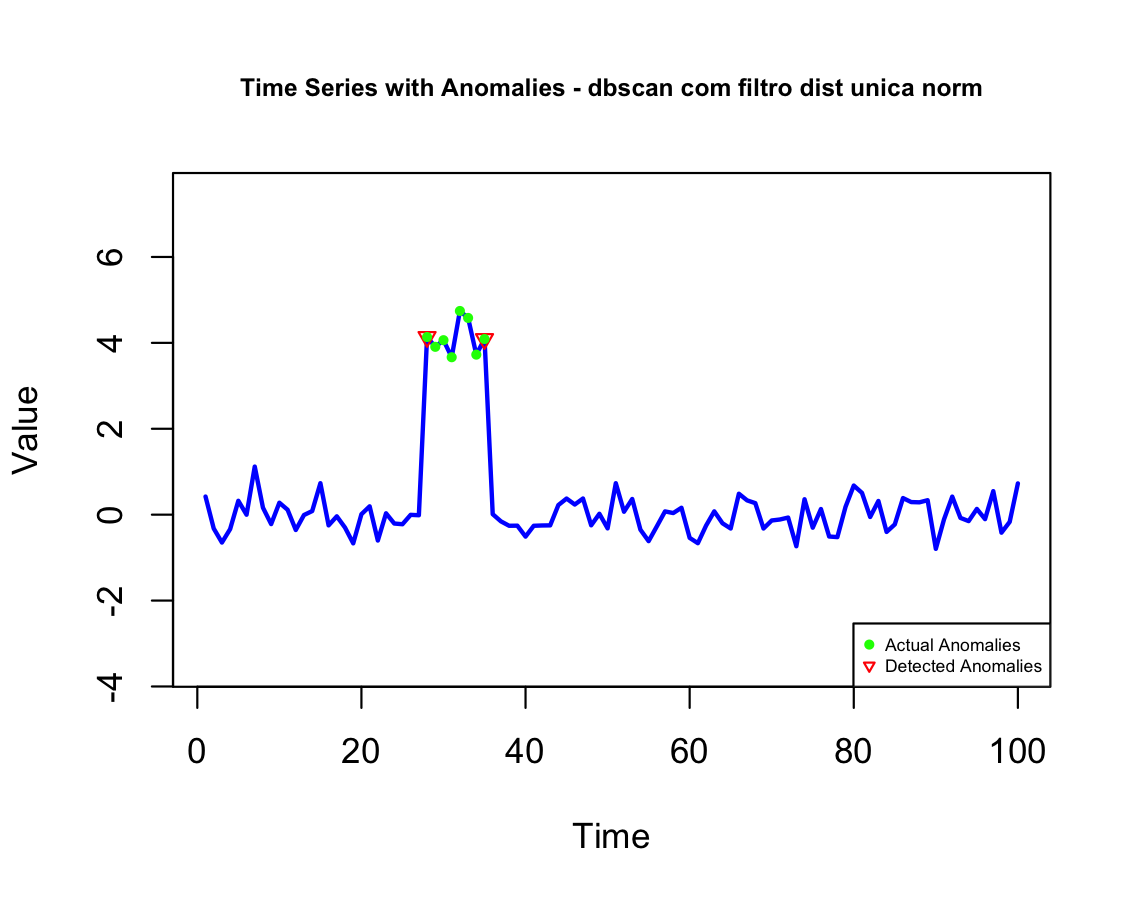 Time Series with Anomalies - dbscan com filtro dist unica norm
Value
6
4
2
0
-2
-4
Actual Anomalies
Detected Anomalies
0 20 40 60 80 100
Time